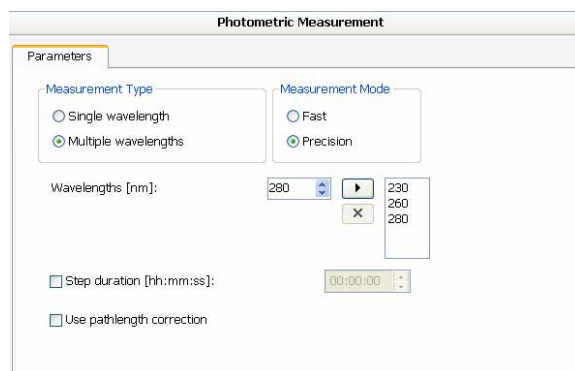 Photometric Measurement
Parameters
Measurement Type
Single wavelength
Multiple wavelengths
Measurement Mode
Fast
Precision
Wavelengths [nm]:
280
230
260
280
Step duration [hh:mm:ss]:
00:00:00
Use pathlength correction